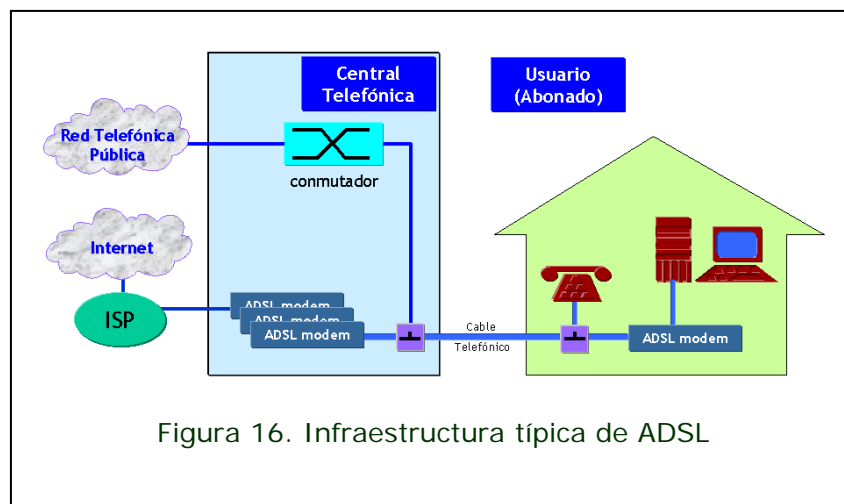 Central
Telefónica
Usuario
(Abonado)
Red Telefónica
Pública
conmutador
Internet
ISP
ADSL modem
ADSL modem
ADSL modem
Cable
Telefónico
ADSL modem
Figura 16. Infraestructura típica de ADSL